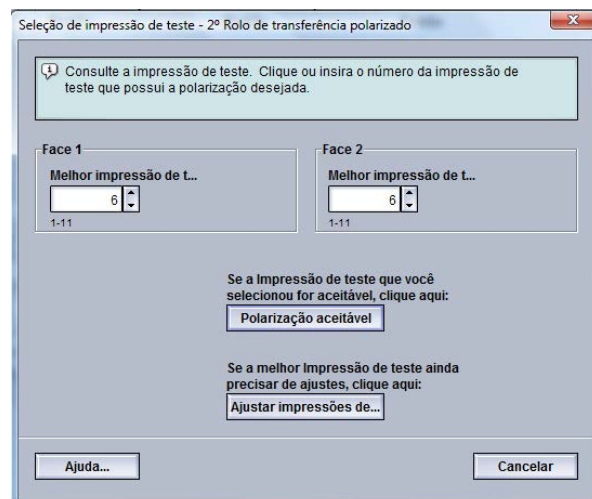 Seleção de impressão de teste - 2º Rolo de transferência polarizado
Consulte a impressão de teste. Clique ou insira o número da impressão de
teste que possui a polarização desejada.
Face 1
Melhor impressão de t...
6
1-11
Face 2
Melhor impressão de t...
6
1-11
Se a Impressão de teste que você
selecionou for aceitável, clique aqui:
Polarização aceitável
Se a melhor Impressão de teste ainda
precisar de ajustes, clique aqui:
Ajustar impressões de...
Ajuda...
Cancelar